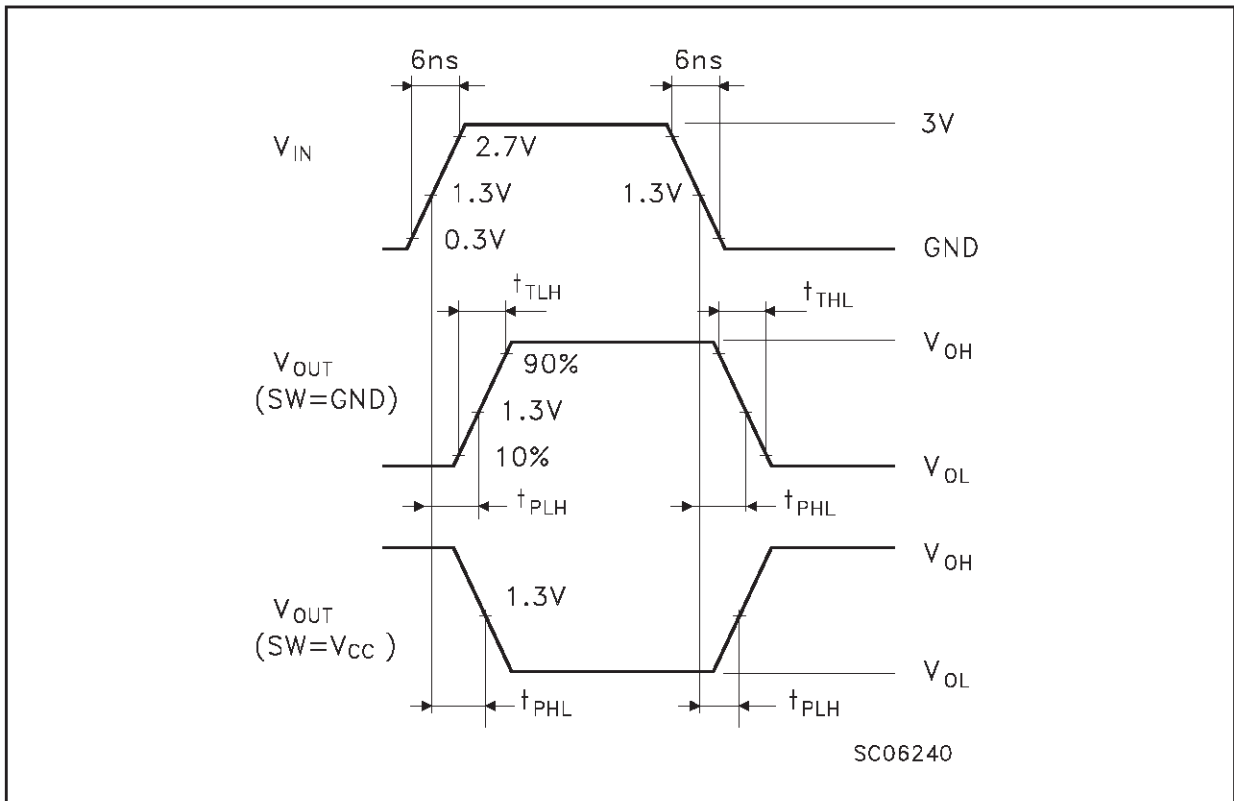 6ns 6ns
3V
V_IN
2.7V
1.3V 1.3V
0.3V
GND
t_TLH t_THL
V_OH
V_OUT
(SW=GND)
90%
1.3V
10%
V_OL
t_PLH t_PHL
V_OH
1.3V
V_OUT
(SW=V_CC )
V_OL
t_PHL t_PLH
SC06240